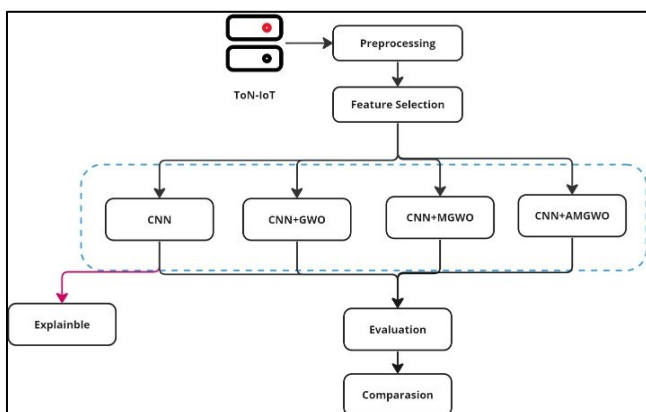 Preprocessing
ToN-IoT
Feature Selection
CNN
CNN+GWO
CNN+MGWO
CNN+AMGWO
Explainble
Evaluation
Comparasion